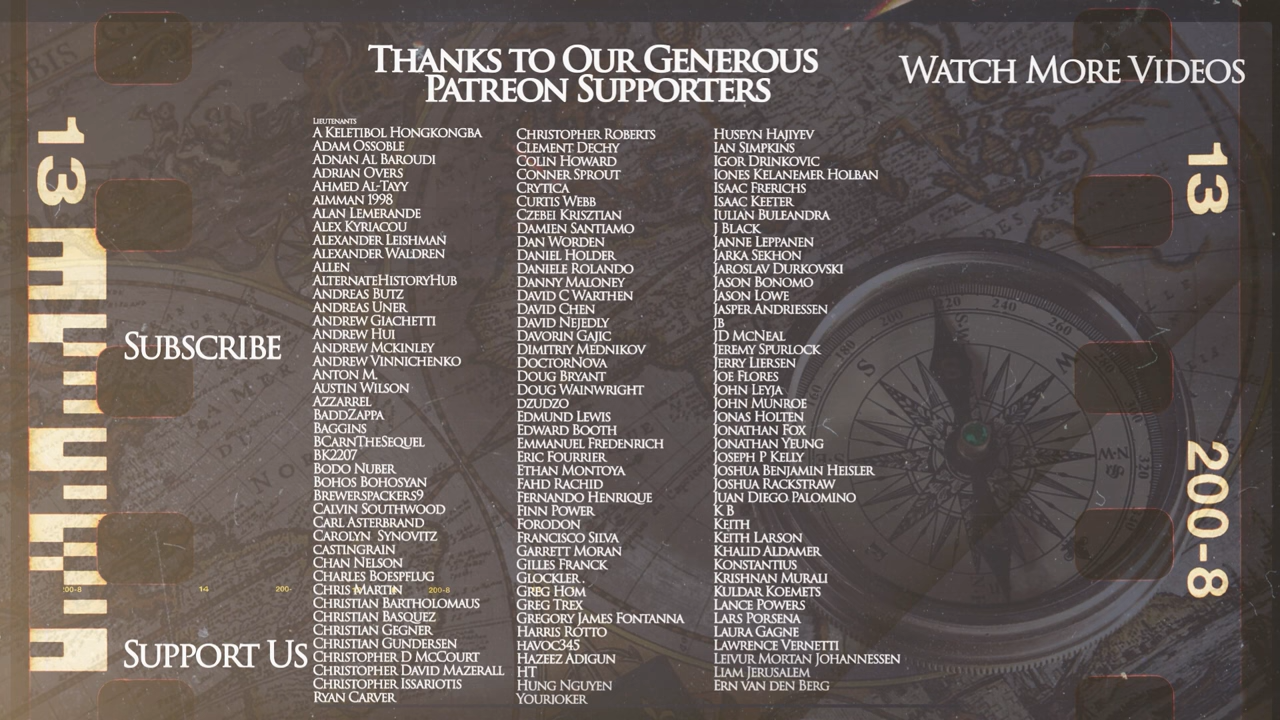 THANKS TO OUR GENEROUS
PATREON SUPPORTERS
WATCH MORE VIDEOS
SUBSCRIBE
SUPPORT US
LIEUTENANTS
A KELETIBOL HONGKONGBA
ADAM OSSOBLE
ADNAN AL BAROUDI
ADRIAN OVERS
AHMED AL-TAYY
AIMMAN 1998
ALAN LEMERANDE
ALEX KYRIACOU
ALEXANDER LEISHMAN
ALEXANDER WALDREN
ALLEN
ALTERNATEHISTORYHUB
ANDREAS BUTZ
ANDREAS UNER
ANDREW GIACHETTI
ANDREW HUI
ANDREW MCKINLEY
ANDREW VINNICHENKO
ANTON M.
AUSTIN WILSON
AZZARREL
BADDZAPPA
BAGGINS
BCARNTHESEQUEL
BK2207
BODO NUBER
BOHOS BOHOSYAN
BREWERSPACKERS9
CALVIN SOUTHWOOD
CARL ASTERBRAND
CAROLYN SYNOVITZ
CASTINGRAIN
CHAN NELSON
CHARLES BOESPFLUG
CHRIS MARTIN
CHRISTIAN BARTHOLOMAUS
CHRISTIAN BASQUEZ
CHRISTIAN GEGNER
CHRISTIAN GUNDERSEN
CHRISTOPHER D MCCOURT
CHRISTOPHER DAVID MAZERALL
CHRISTOPHER ISSARIOTIS
RYAN CARVER
CHRISTOPHER ROBERTS
CLEMENT DECHY
COLIN HOWARD
CONNER SPROUT
CRYTICA
CURTIS WEBB
CZEBEI KRISZTIAN
DAMIEN SANTIAMO
DAN WORDEN
DANIEL HOLDER
DANIELE ROLANDO
DANNY MALONEY
DAVID C WARTHEN
DAVID CHEN
DAVID NEJEDLY
DAVORIN GAJIC
DIMITRIY MEDNIKOV
DOCTORNOVA
DOUG BRYANT
DOUG WAINWRIGHT
DZUDZO
EDMUND LEWIS
EDWARD BOOTH
EMMANUEL FREDENRICH
ERIC FOURRIER
ETHAN MONTOYA
FAHD RACHID
FERNANDO HENRIQUE
FINN POWER
FORODON
FRANCISCO SILVA
GARRETT MORAN
GILLES FRANCK
GLOCKLER .
GREG HOM
GREG TREX
GREGORY JAMES FONTANNA
HARRIS ROTTO
HAVOC345
HAZEEZ ADIGUN
HT
HUNG NGUYEN
YOURJOKER
HUSEYN HAJIYEV
IAN SIMPKINS
IGOR DRINKOVIC
IONES KELANEMER HOLBAN
ISAAC FRERICHS
ISAAC KEETER
IULIAN BULEANDRA
J BLACK
JANNE LEPPANEN
JARKA SEKHON
JAROSLAV DURKOVSKI
JASON BONOMO
JASON LOWE
JASPER ANDRIESSEN
JB
JD MCNEAL
JEREMY SPURLOCK
JERRY LIERSEN
JOE FLORES
JOHN LEYJA
JOHN MUNROE
JONAS HOLTEN
JONATHAN FOX
JONATHAN YEUNG
JOSEPH P KELLY
JOSHUA BENJAMIN HEISLER
JOSHUA RACKSTRAW
JUAN DIEGO PALOMINO
K B
KEITH
KEITH LARSON
KHALID ALDAMER
KONSTANTIUS
KRISHNAN MURALI
KULDAR KOEMETS
LANCE POWERS
LARS PORSENA
LAURA GAGNE
LAWRENCE VERNETTI
LEIVUR MORTAN JOHANNESSEN
LIAM JERUSALEM
ERN VAN DEN BERG
13
13
200-8
200-8
14
200-
200-8
220
240
260
180
320
S
W